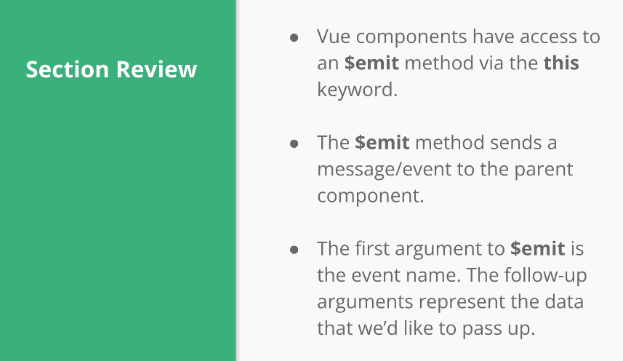 Section Review
Vue components have access to
an $emit method via the this
keyword.
The $emit method sends a
message/event to the parent
component.
The first argument to $emit is
the event name. The follow-up
arguments represent the data
that we’d like to pass up.